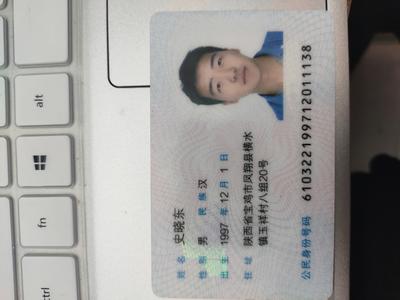 姓名 史晓东
性别 男 民族 汉
出生 1997 年 12 月 1 日
住址 陕西省宝鸡市凤翔县横水
镇玉祥村八组20号
公民身份号码 610322199712011138
alt
fn
ctrl